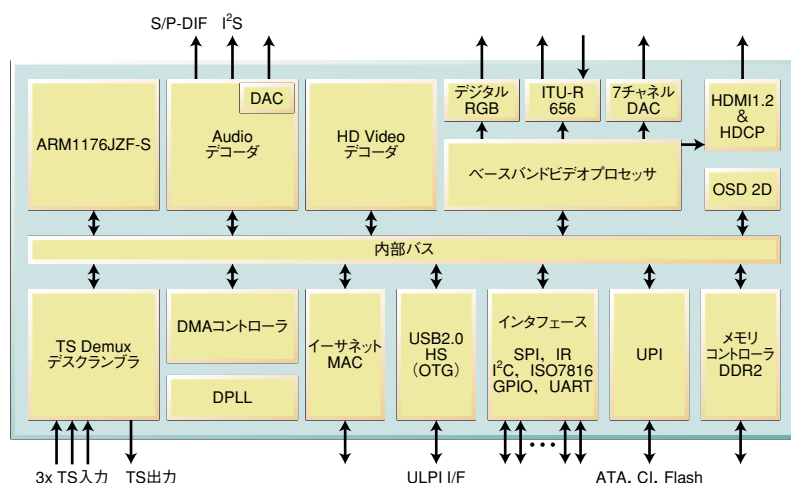 S/P-DIF I²S
DAC
ARM1176JZF-S
Audio
デコーダ
HD Video
デコーダ
デジタル
RGB
ITU-R
656
7チャネル
DAC
HDMI1.2
&
HDCP
ベースバンドビデオプロセッサ
OSD 2D
内部バス
TS Demux
デスクランブラ
DMAコントローラ
DPLL
イーサネット
MAC
USB2.0
HS
（OTG）
インタフェース
SPI，IR
I²C，ISO7816
GPIO，UART
UPI
メモリ
コントローラ
DDR2
3x TS入力 TS出力
ULPI I/F
ATA，CI，Flash